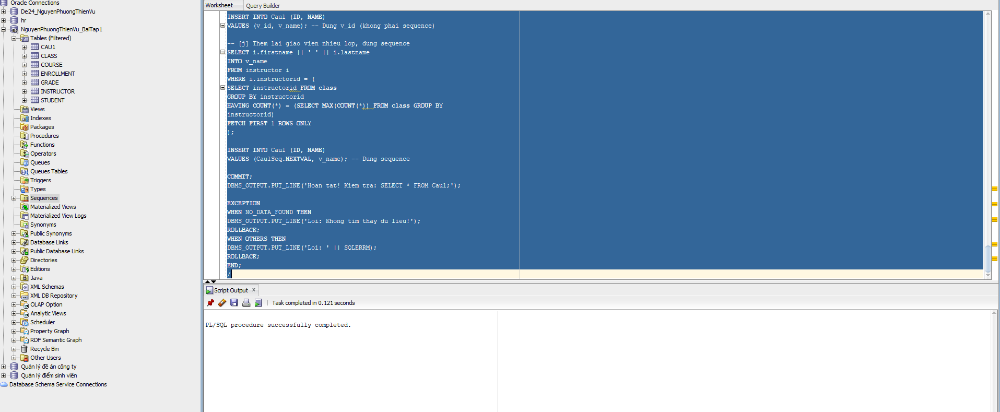 Oracle Connections
De24_NguyenPhuongThienVu
hr
NguyenPhuongThienVu_BaiTap1
Tables (Filtered)
CAU1
CLASS
COURSE
ENROLLMENT
GRADE
INSTRUCTOR
STUDENT
Views
Indexes
Packages
Procedures
Functions
Operators
Queues
Queues Tables
Triggers
Types
Sequences
Materialized Views
Materialized View Logs
Synonyms
Public Synonyms
Database Links
Public Database Links
Directories
Editions
Java
XML Schemas
XML DB Repository
OLAP Option
Analytic Views
Scheduler
Property Graph
RDF Semantic Graph
Recycle Bin
Other Users
Quản lý đề án công ty
Quản lý điểm sinh viên
Database Schema Service Connections
Worksheet Query Builder
INSERT INTO Cau1 (ID, NAME)
VALUES (v_id, v_name); -- Dung v_id (khong phai sequence)
-- [j] Them lai giao vien nhieu lop, dung sequence
SELECT i.firstname || ' ' || i.lastname
INTO v_name
FROM instructor i
WHERE i.instructorid = (
SELECT instructorid FROM class
GROUP BY instructorid
HAVING COUNT(*) = (SELECT MAX(COUNT(*)) FROM class GROUP BY
instructorid)
FETCH FIRST 1 ROWS ONLY
);
INSERT INTO Cau1 (ID, NAME)
VALUES (Cau1Seq.NEXTVAL, v_name); -- Dung sequence
COMMIT;
DBMS_OUTPUT.PUT_LINE('Hoan tat! Kiem tra: SELECT * FROM Cau1;');
EXCEPTION
WHEN NO_DATA_FOUND THEN
DBMS_OUTPUT.PUT_LINE('Loi: Khong tim thay du lieu!');
ROLLBACK;
WHEN OTHERS THEN
DBMS_OUTPUT.PUT_LINE('Loi: ' || SQLERRM);
ROLLBACK;
END;
/
Script Output x
Task completed in 0.121 seconds
PL/SQL procedure successfully completed.